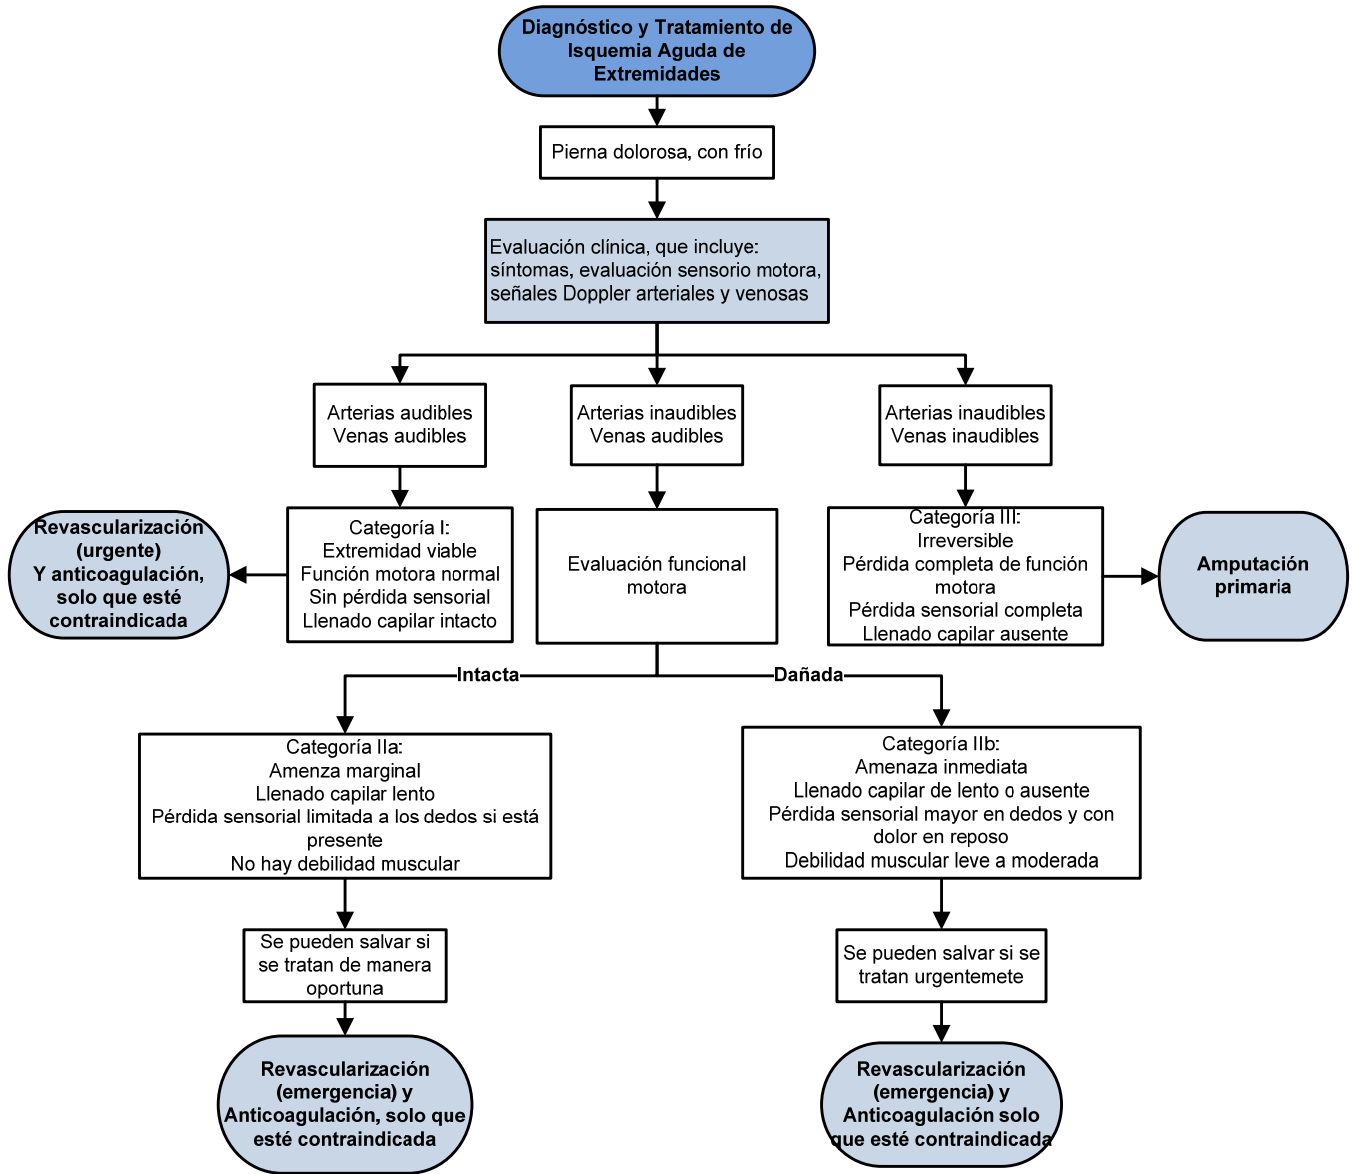 Diagnóstico y Tratamiento de
Isquemia Aguda de
Extremidades
Pierna dolorosa, con frío
Evaluación clínica, que incluye:
síntomas, evaluación sensorio motora,
señales Doppler arteriales y venosas
Arterias audibles
Venas audibles
Arterias inaudibles
Venas audibles
Arterias inaudibles
Venas inaudibles
Revascularización
(urgente)
Y anticoagulación,
solo que esté
contraindicada
Categoría I:
Extremidad viable
Función motora normal
Sin pérdida sensorial
Llenado capilar intacto
Evaluación funcional
motora
Categoría III:
Irreversible
Pérdida completa de función
motora
Pérdida sensorial completa
Llenado capilar ausente
Amputación
primaria
Intacta
Dañada
Categoría IIa:
Amenza marginal
Llenado capilar lento
Pérdida sensorial limitada a los dedos si está
presente
No hay debilidad muscular
Categoría IIb:
Amenaza inmediata
Llenado capilar de lento o ausente
Pérdida sensorial mayor en dedos y con
dolor en reposo
Debilidad muscular leve a moderada
Se pueden salvar si
se tratan de manera
oportuna
Se pueden salvar si se
tratan urgentemete
Revascularización
(emergencia) y
Anticoagulación, solo que
esté contraindicada
Revascularización
(emergencia) y
Anticoagulación solo
que esté contraindicada